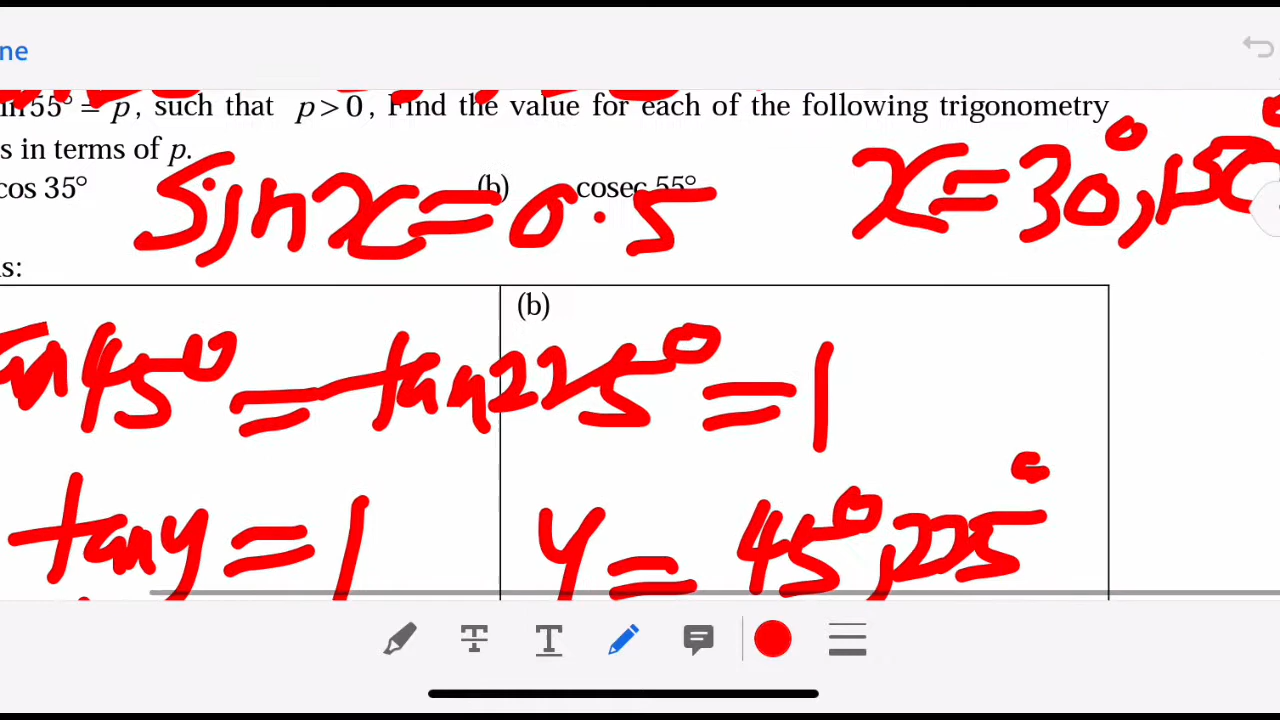 ne
in 55° = p, such that p > 0, Find the value for each of the following trigonometry
s in terms of p.
cos 35° (b) cosec 55°
sin x = 0.5 x = 30°, 150°
s:
(b)
tan 45° = tan 225° = 1
tan y = 1 y = 45°, 225°